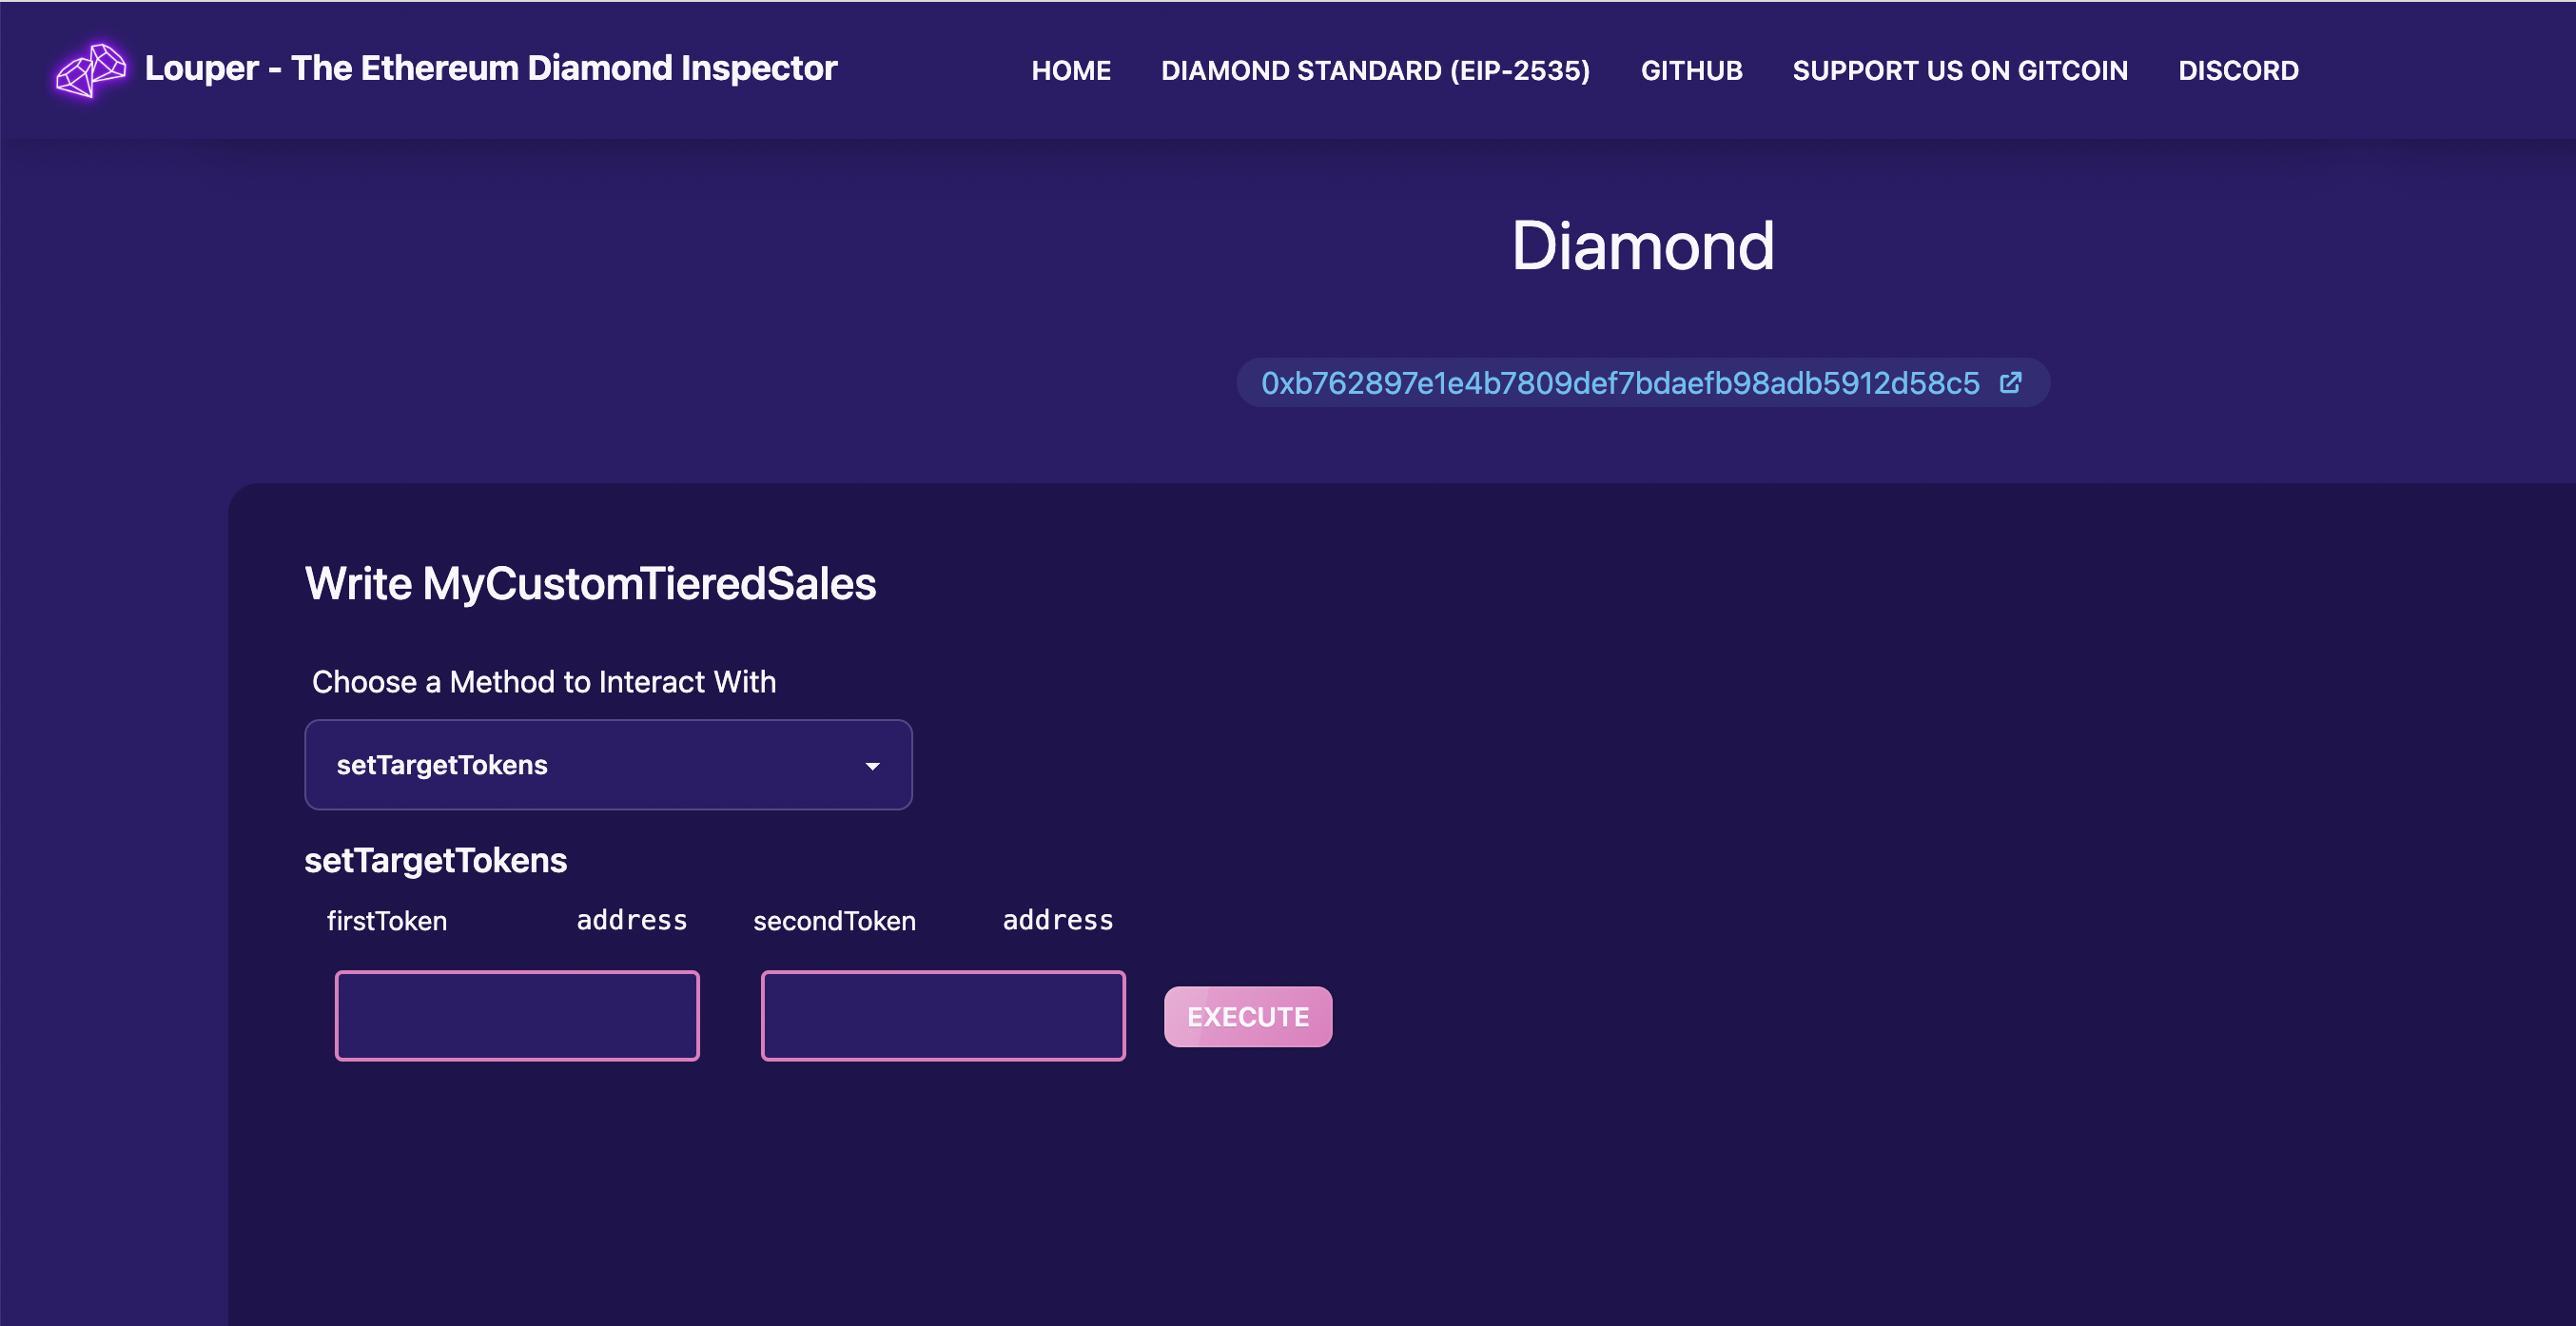 Louper - The Ethereum Diamond Inspector
HOME DIAMOND STANDARD (EIP-2535) GITHUB SUPPORT US ON GITCOIN DISCORD
Diamond
0xb762897e1e4b7809def7bdaefb98adb5912d58c5
Write MyCustomTieredSales
Choose a Method to Interact With
setTargetTokens
setTargetTokens
firstToken address secondToken address
EXECUTE